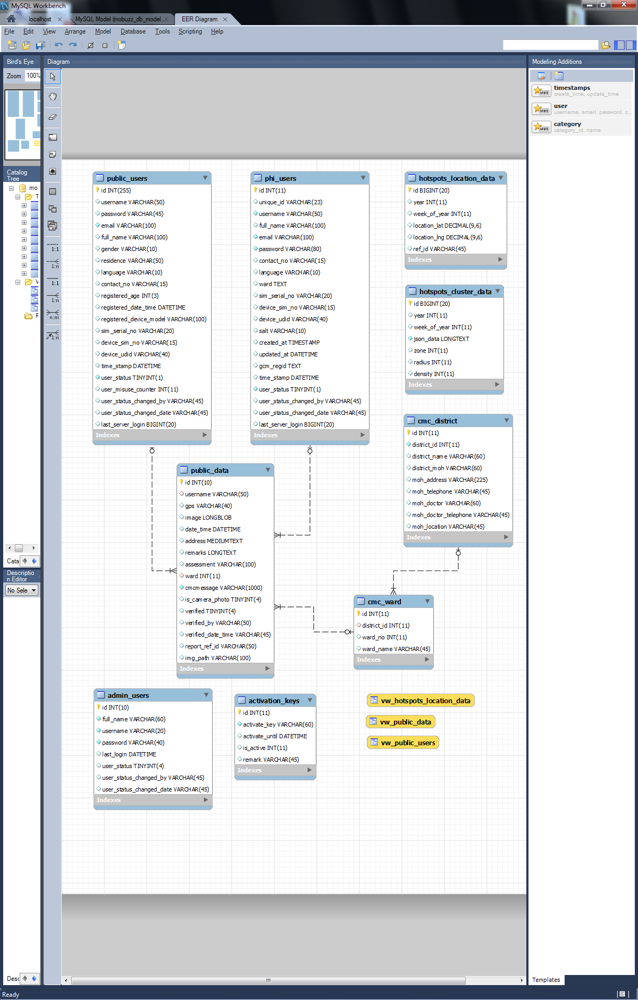 MySQL Workbench
localhost
MySQL Model (mobuzz_db_model...
EER Diagram
File Edit View Arrange Model Database Tools Scripting Help
Bird's Eye
Diagram
Modeling Additions
Zoom: 100%
timestamps
create_time, update_time
user
username, email, password, c...
category
category_id, name
Catalog
Tree
mo
T
V
R
1:1
1:n
1:1
1:n
n:m
1:n
public_users
id INT(255)
username VARCHAR(50)
password VARCHAR(45)
email VARCHAR(100)
full_name VARCHAR(100)
gender VARCHAR(10)
residence VARCHAR(50)
language VARCHAR(10)
contact_no VARCHAR(15)
registered_age INT(3)
registered_date_time DATETIME
registered_device_model VARCHAR(100)
sim_serial_no VARCHAR(20)
device_sim_no VARCHAR(15)
device_udid VARCHAR(40)
time_stamp DATETIME
user_status TINYINT(1)
user_misuse_counter INT(11)
user_status_changed_by VARCHAR(45)
user_status_changed_date VARCHAR(45)
last_server_login BIGINT(20)
Indexes
phi_users
id INT(11)
unique_id VARCHAR(23)
username VARCHAR(50)
full_name VARCHAR(100)
email VARCHAR(100)
password VARCHAR(80)
contact_no VARCHAR(15)
language VARCHAR(10)
ward TEXT
sim_serial_no VARCHAR(20)
device_sim_no VARCHAR(15)
device_udid VARCHAR(40)
salt VARCHAR(10)
created_at TIMESTAMP
updated_at DATETIME
gcm_regid TEXT
time_stamp DATETIME
user_status TINYINT(1)
user_status_changed_by VARCHAR(45)
user_status_changed_date VARCHAR(45)
last_server_login BIGINT(20)
Indexes
hotspots_location_data
id BIGINT(20)
year INT(11)
week_of_year INT(11)
location_lat DECIMAL(9,6)
location_lng DECIMAL(9,6)
ref_id VARCHAR(45)
Indexes
hotspots_cluster_data
id BIGINT(20)
year INT(11)
week_of_year INT(11)
json_data LONGTEXT
zone INT(11)
radius INT(11)
density INT(11)
Indexes
cmc_district
id INT(11)
district_id INT(11)
district_name VARCHAR(60)
district_moh VARCHAR(60)
moh_address VARCHAR(225)
moh_telephone VARCHAR(45)
moh_doctor VARCHAR(60)
moh_doctor_telephone VARCHAR(45)
moh_location VARCHAR(45)
Indexes
public_data
id INT(10)
username VARCHAR(50)
gps VARCHAR(40)
image LONGBLOB
date_time DATETIME
address MEDIUMTEXT
remarks LONGTEXT
assessment VARCHAR(100)
ward INT(11)
cmcmessage VARCHAR(1000)
is_camera_photo TINYINT(4)
verified TINYINT(4)
verified_by VARCHAR(50)
verified_date_time VARCHAR(45)
report_ref_id VARCHAR(50)
img_path VARCHAR(100)
Indexes
cmc_ward
id INT(11)
district_id INT(11)
ward_no INT(11)
ward_name VARCHAR(45)
Indexes
admin_users
id INT(10)
full_name VARCHAR(60)
username VARCHAR(20)
password VARCHAR(40)
last_login DATETIME
user_status TINYINT(4)
user_status_changed_by VARCHAR(45)
user_status_changed_date VARCHAR(45)
Indexes
activation_keys
id INT(11)
activate_key VARCHAR(60)
activate_until DATETIME
is_active INT(11)
remark VARCHAR(45)
Indexes
vw_hotspots_location_data
vw_public_data
vw_public_users
Cata
Descriptio
n Editor
No Sele
Desc
Templates
Ready